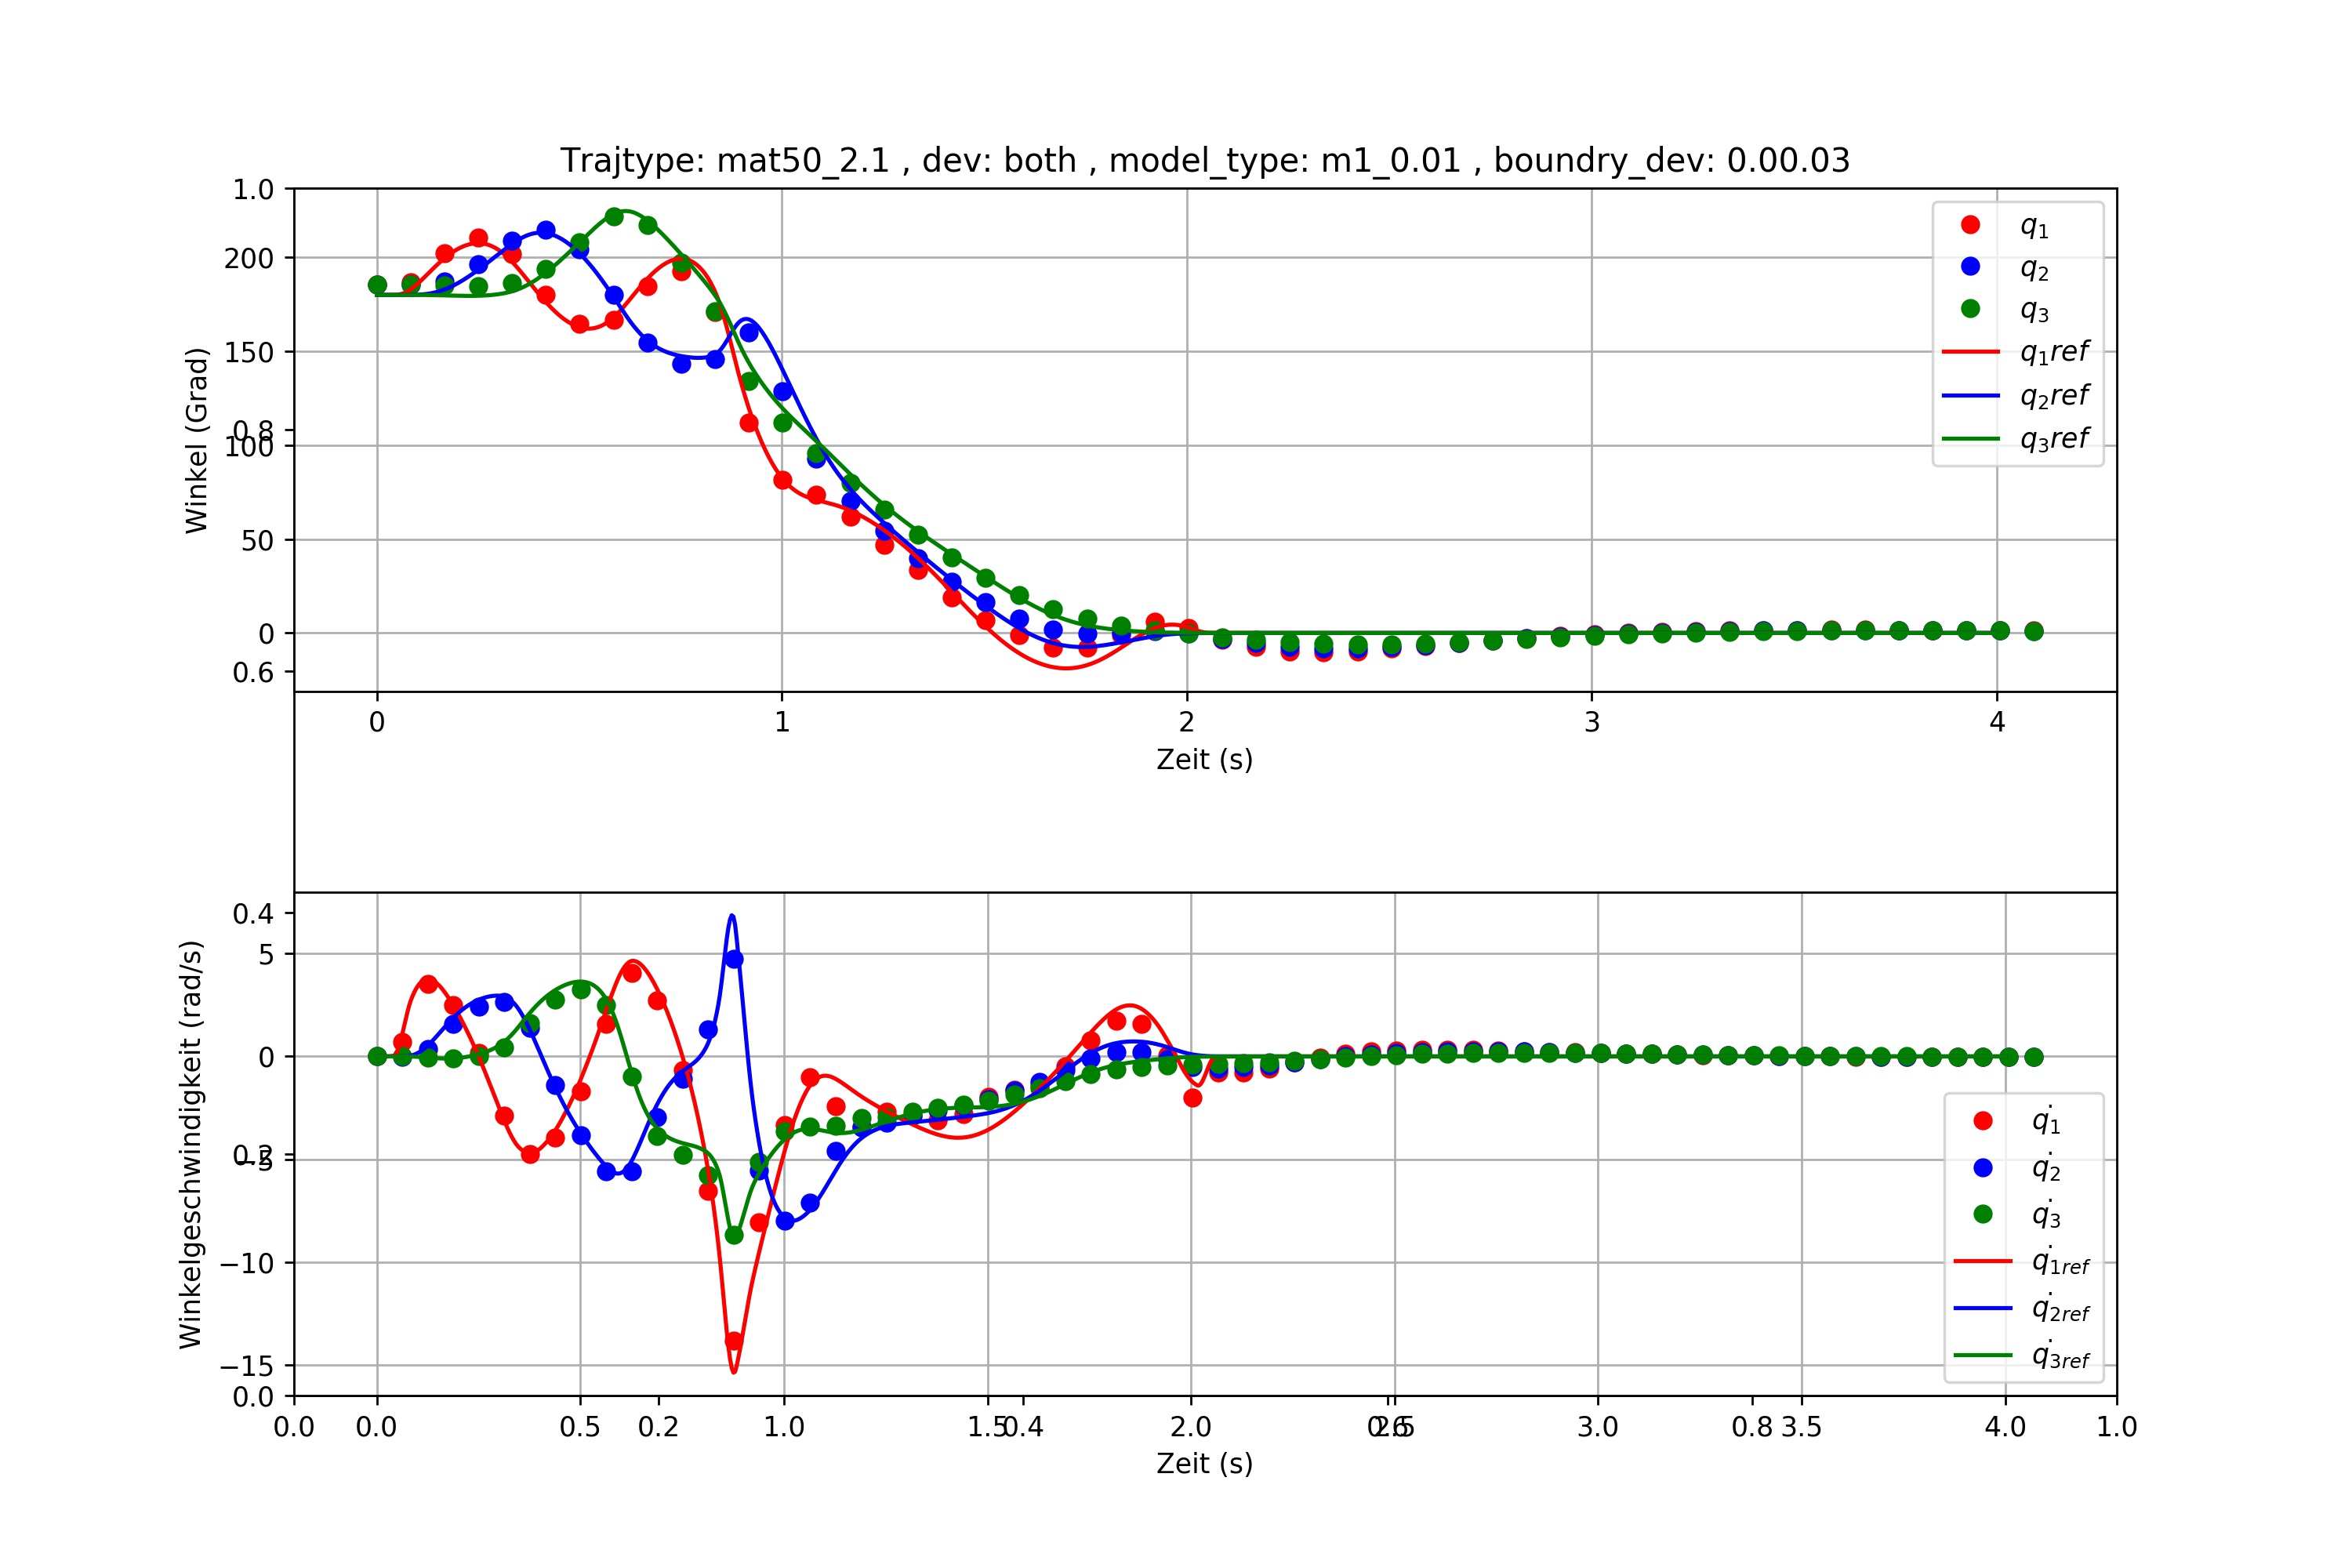 Trajtype: mat50_2.1 , dev: both , model_type: m1_0.01 , boundry_dev: 0.00.03
1.0
200
150
0.8
100
50
0
0.6
Winkel (Grad)
q1
q2
q3
q1ref
q2ref
q3ref
0 1 2 3 4
Zeit (s)
0.4
5
0
0.2
−5
−10
−15
0.0
Winkelgeschwindigkeit (rad/s)
q̇1
q̇2
q̇3
q̇1ref
q̇2ref
q̇3ref
0.0 0.0 0.5 0.2 1.0 1.5 0.4 2.0 0.6 2.5 3.0 0.8 3.5 4.0 1.0
Zeit (s)